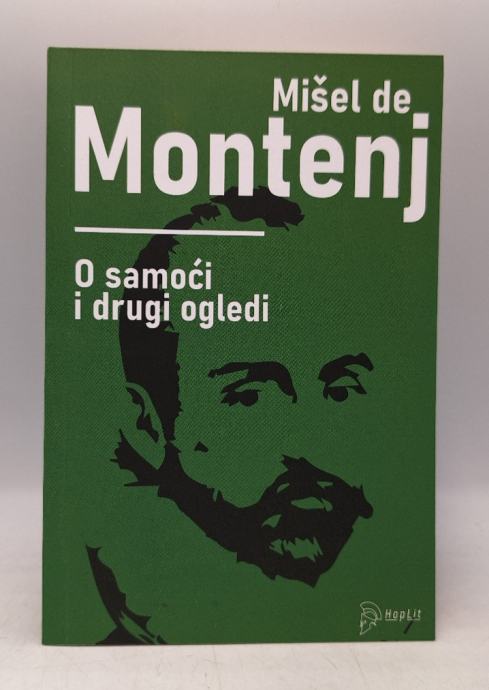 Mišel de
Montenj
O samoći
i drugi ogledi
HopLit